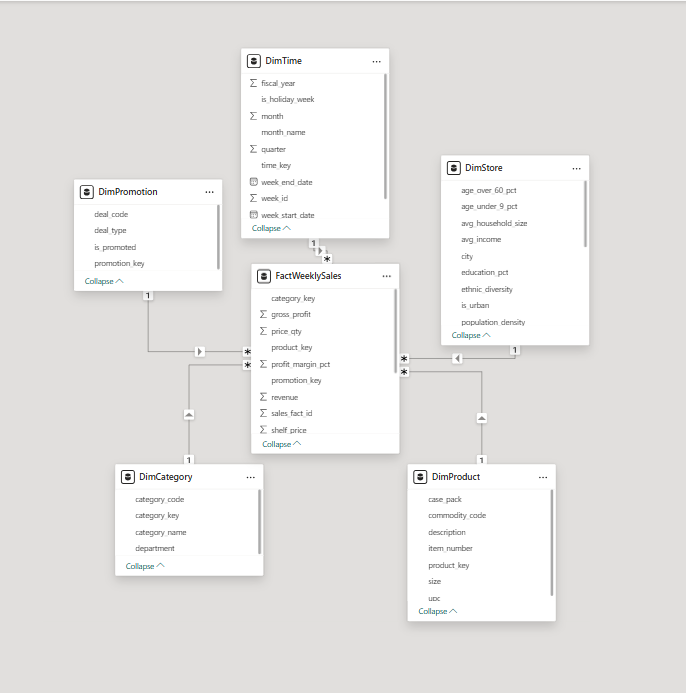 DimTime
fiscal_year
is_holiday_week
month
month_name
quarter
time_key
week_end_date
week_id
week_start_date
Collapse
1
*
DimPromotion
deal_code
deal_type
is_promoted
promotion_key
Collapse
1
*
DimStore
age_over_60_pct
age_under_9_pct
avg_household_size
avg_income
city
education_pct
ethnic_diversity
is_urban
population_density
Collapse
1
*
FactWeeklySales
category_key
gross_profit
price_qty
product_key
profit_margin_pct
promotion_key
revenue
sales_fact_id
shelf_price
Collapse
*
*
1
1
DimCategory
category_code
category_key
category_name
department
Collapse
DimProduct
case_pack
commodity_code
description
item_number
product_key
size
upc
Collapse